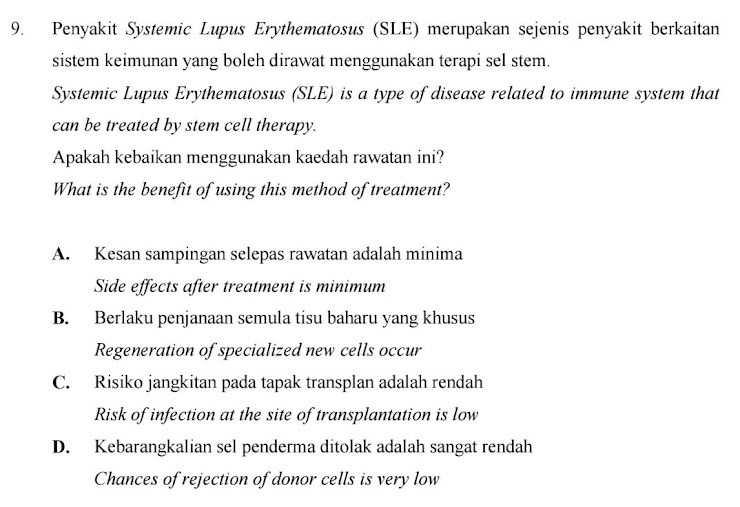 9. Penyakit Systemic Lupus Erythematosus (SLE) merupakan sejenis penyakit berkaitan
sistem keimunan yang boleh dirawat menggunakan terapi sel stem.
Systemic Lupus Erythematosus (SLE) is a type of disease related to immune system that
can be treated by stem cell therapy.
Apakah kebaikan menggunakan kaedah rawatan ini?
What is the benefit of using this method of treatment?
A. Kesan sampingan selepas rawatan adalah minima
Side effects after treatment is minimum
B. Berlaku penjanaan semula tisu baharu yang khusus
Regeneration of specialized new cells occur
C. Risiko jangkitan pada tapak transplan adalah rendah
Risk of infection at the site of transplantation is low
D. Kebarangkalian sel penderma ditolak adalah sangat rendah
Chances of rejection of donor cells is very low